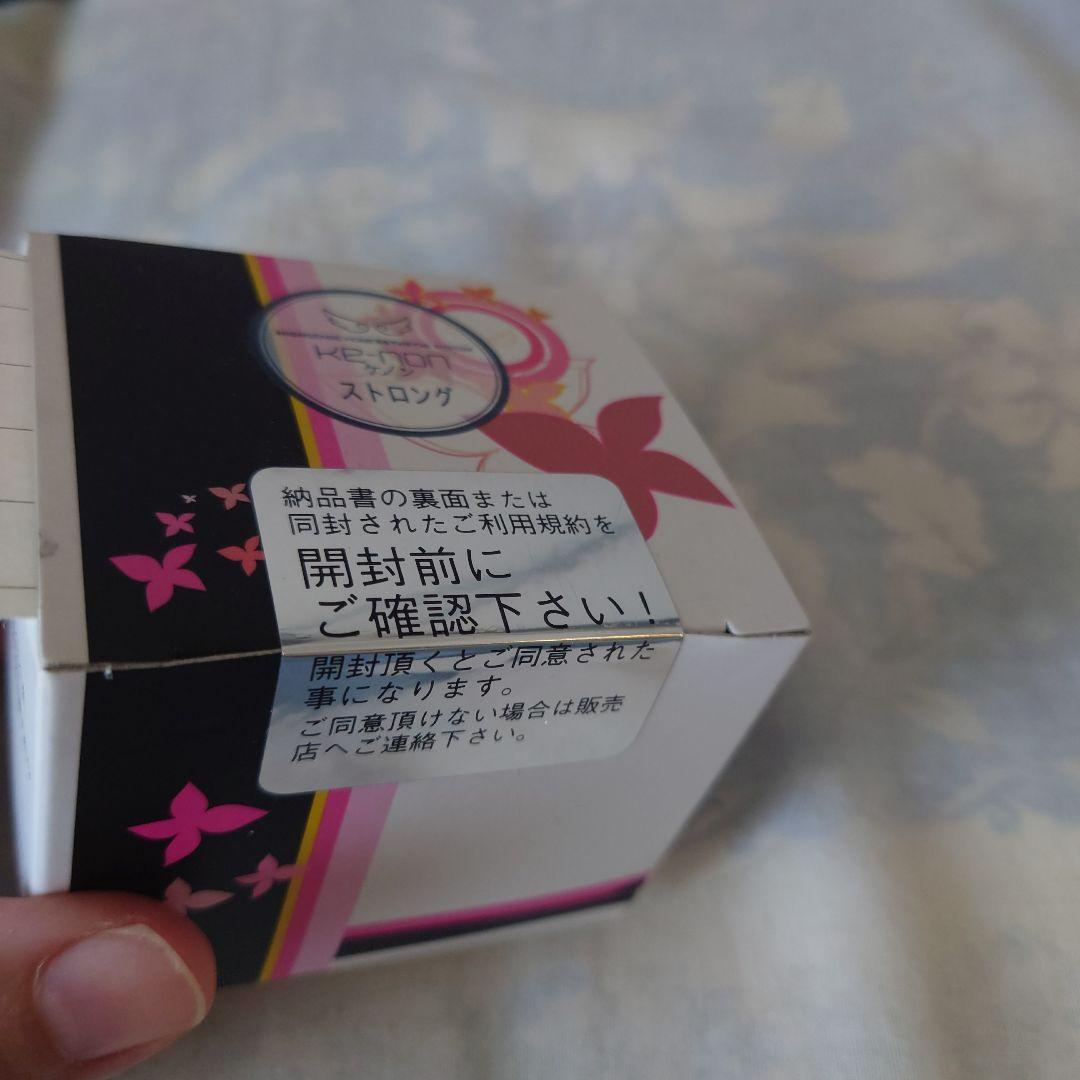 Ke-non
ケノン
ストロング
納品書の裏面または
同封されたご利用規約を
開封前に
ご確認下さい！
開封頂くとご同意された
事になります。
ご同意頂けない場合は販売
店へご連絡下さい。